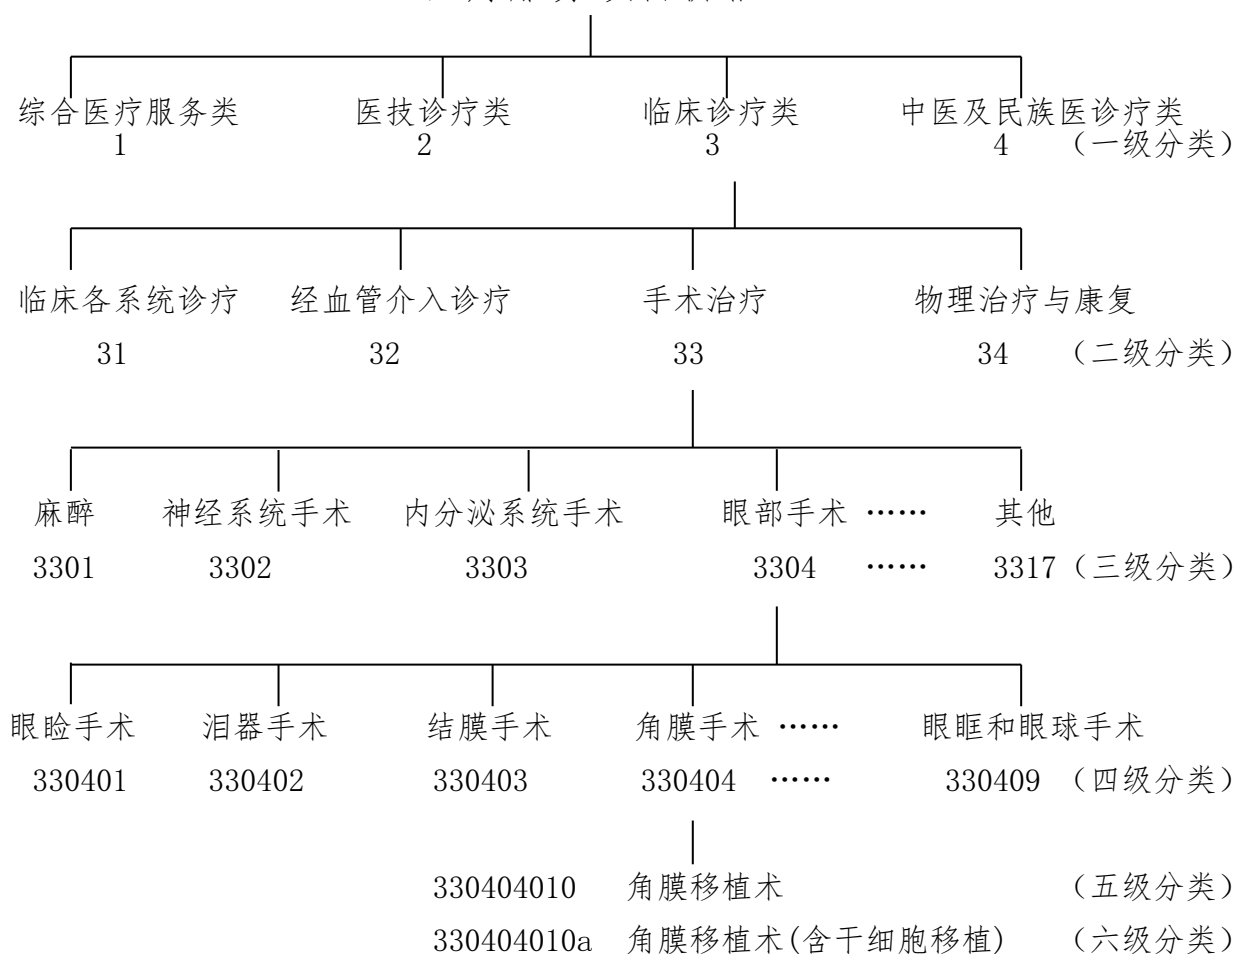 综合医疗服务类 医技诊疗类 临床诊疗类 中医及民族医诊疗类
1 2 3 4 （一级分类）
临床各系统诊疗 经血管介入诊疗 手术治疗 物理治疗与康复
31 32 33 34 （二级分类）
麻醉 神经系统手术 内分泌系统手术 眼部手术 …… 其他
3301 3302 3303 3304 …… 3317 （三级分类）
眼睑手术 泪器手术 结膜手术 角膜手术 …… 眼眶和眼球手术
330401 330402 330403 330404 …… 330409 （四级分类）
330404010 角膜移植术 （五级分类）
330404010a 角膜移植术(含干细胞移植) （六级分类）